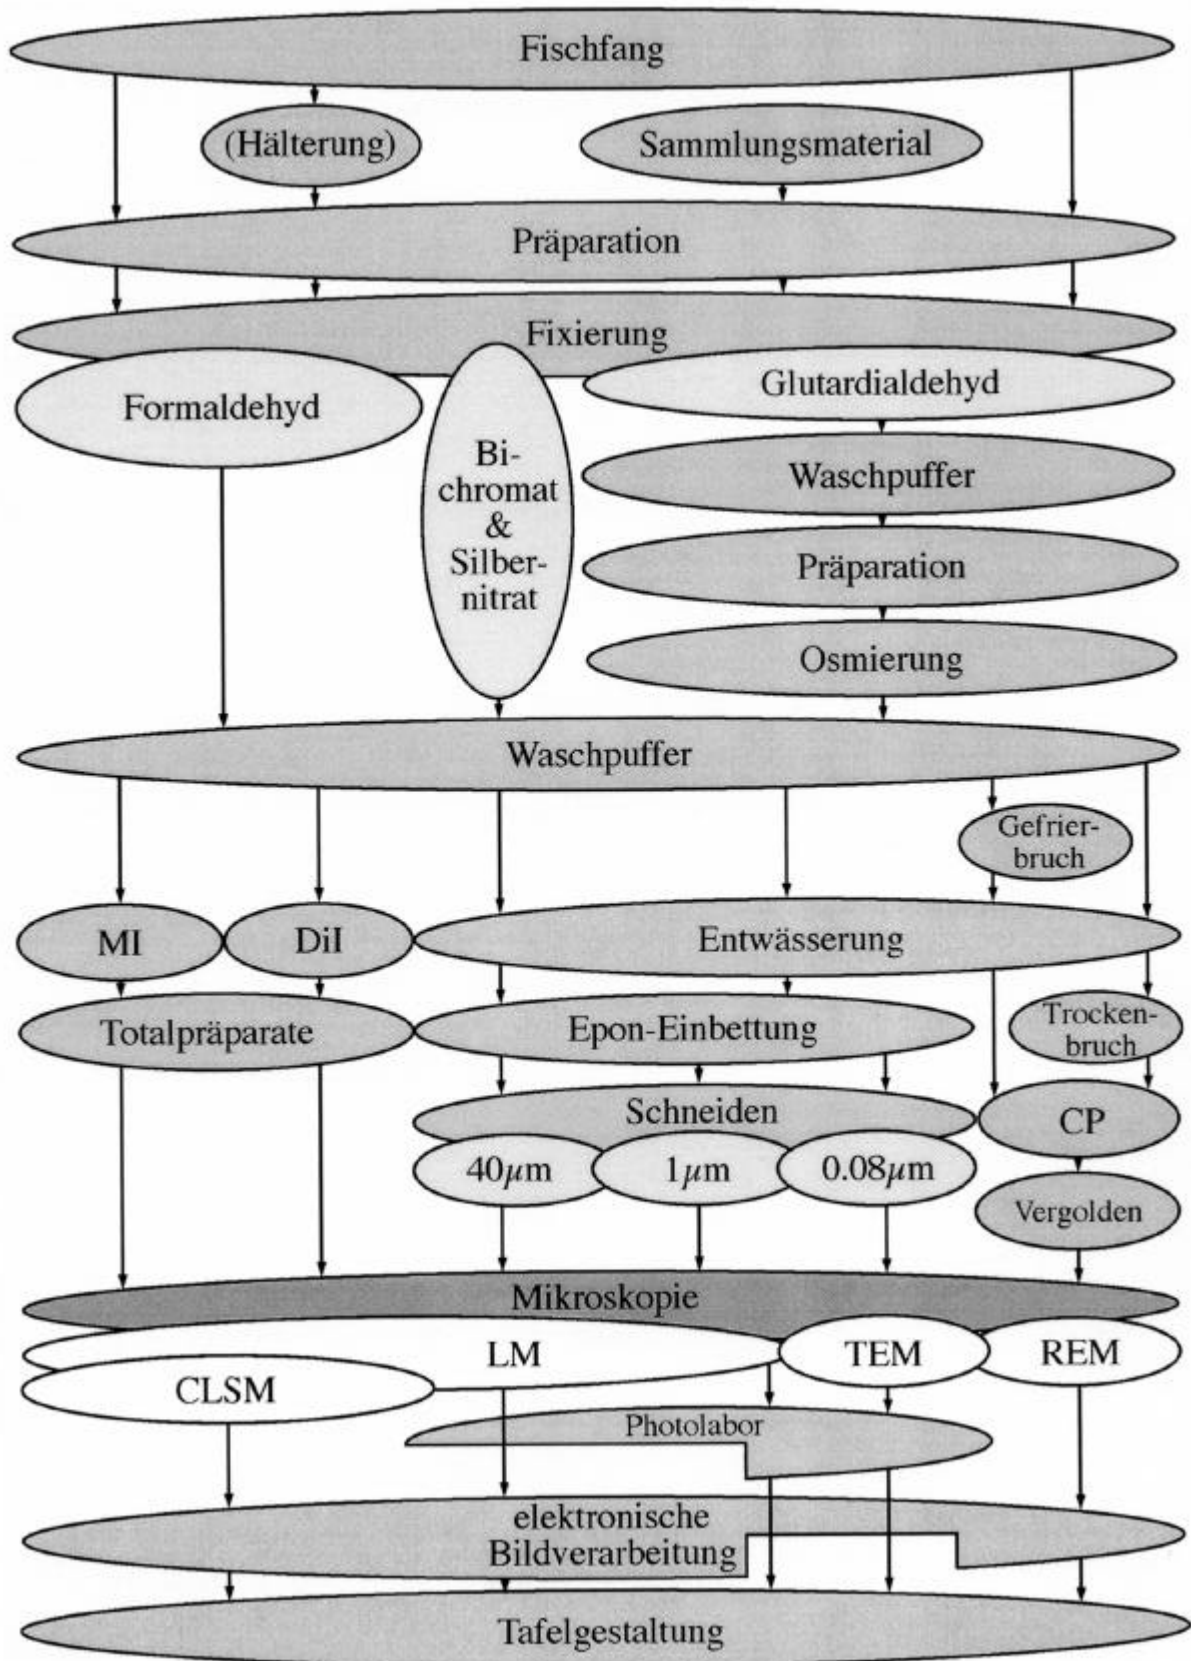 Fischfang
(Hälterung)
Sammlungsmaterial
Präparation
Fixierung
Formaldehyd
Bi-
chromat
&
Silber-
nitrat
Glutardialdehyd
Waschpuffer
Präparation
Osmierung
Waschpuffer
Gefrier-
bruch
MI
DiI
Entwässerung
Totalpräparate
Epon-Einbettung
Trocken-
bruch
Schneiden
CP
40μm
1μm
0.08μm
Vergolden
Mikroskopie
LM
TEM
REM
CLSM
Photolabor
elektronische
Bildverarbeitung
Tafelgestaltung